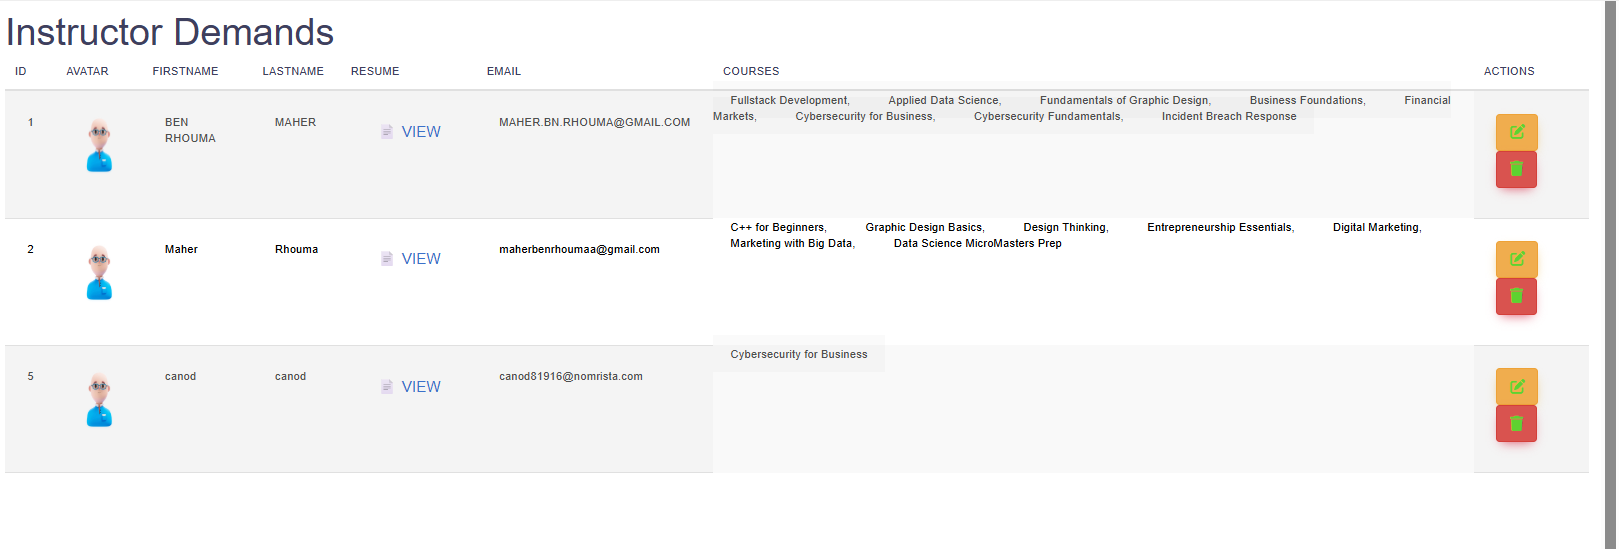 Instructor Demands
ID AVATAR FIRSTNAME LASTNAME RESUME EMAIL COURSES ACTIONS
1 BEN RHOUMA MAHER VIEW MAHER.BN.RHOUMA@GMAIL.COM Fullstack Development, Applied Data Science, Fundamentals of Graphic Design, Business Foundations, Financial
Markets, Cybersecurity for Business, Cybersecurity Fundamentals, Incident Breach Response
2 Maher Rhouma VIEW maherbenrhoumaa@gmail.com C++ for Beginners, Graphic Design Basics, Design Thinking, Entrepreneurship Essentials, Digital Marketing,
Marketing with Big Data, Data Science MicroMasters Prep
5 canod canod VIEW canod81916@nomrista.com Cybersecurity for Business